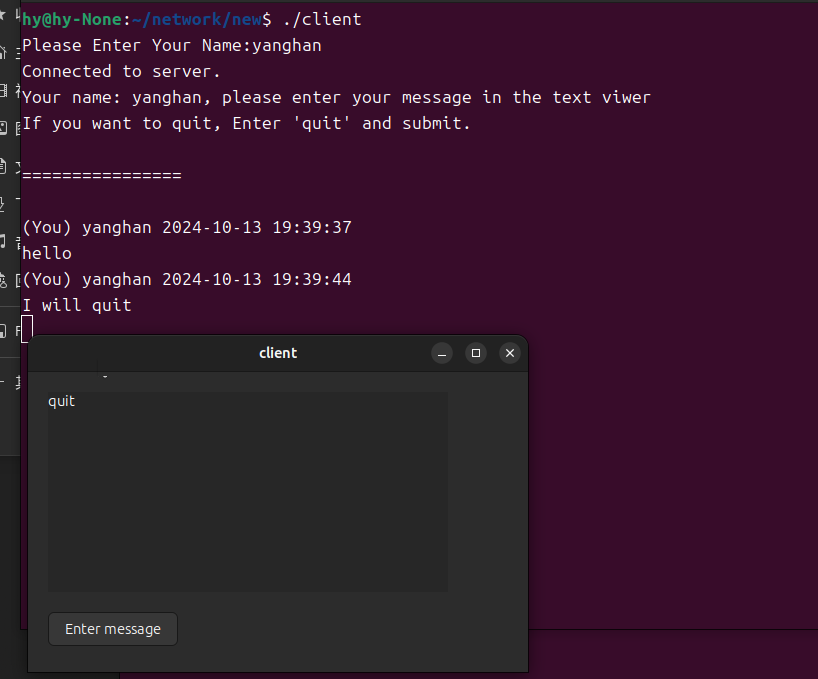 hy@hy-None:~/network/new$ ./client
Please Enter Your Name:yanghan
Connected to server.
Your name: yanghan, please enter your message in the text viwer
If you want to quit, Enter 'quit' and submit.
================
(You) yanghan 2024-10-13 19:39:37
hello
(You) yanghan 2024-10-13 19:39:44
I will quit
client
quit
Enter message